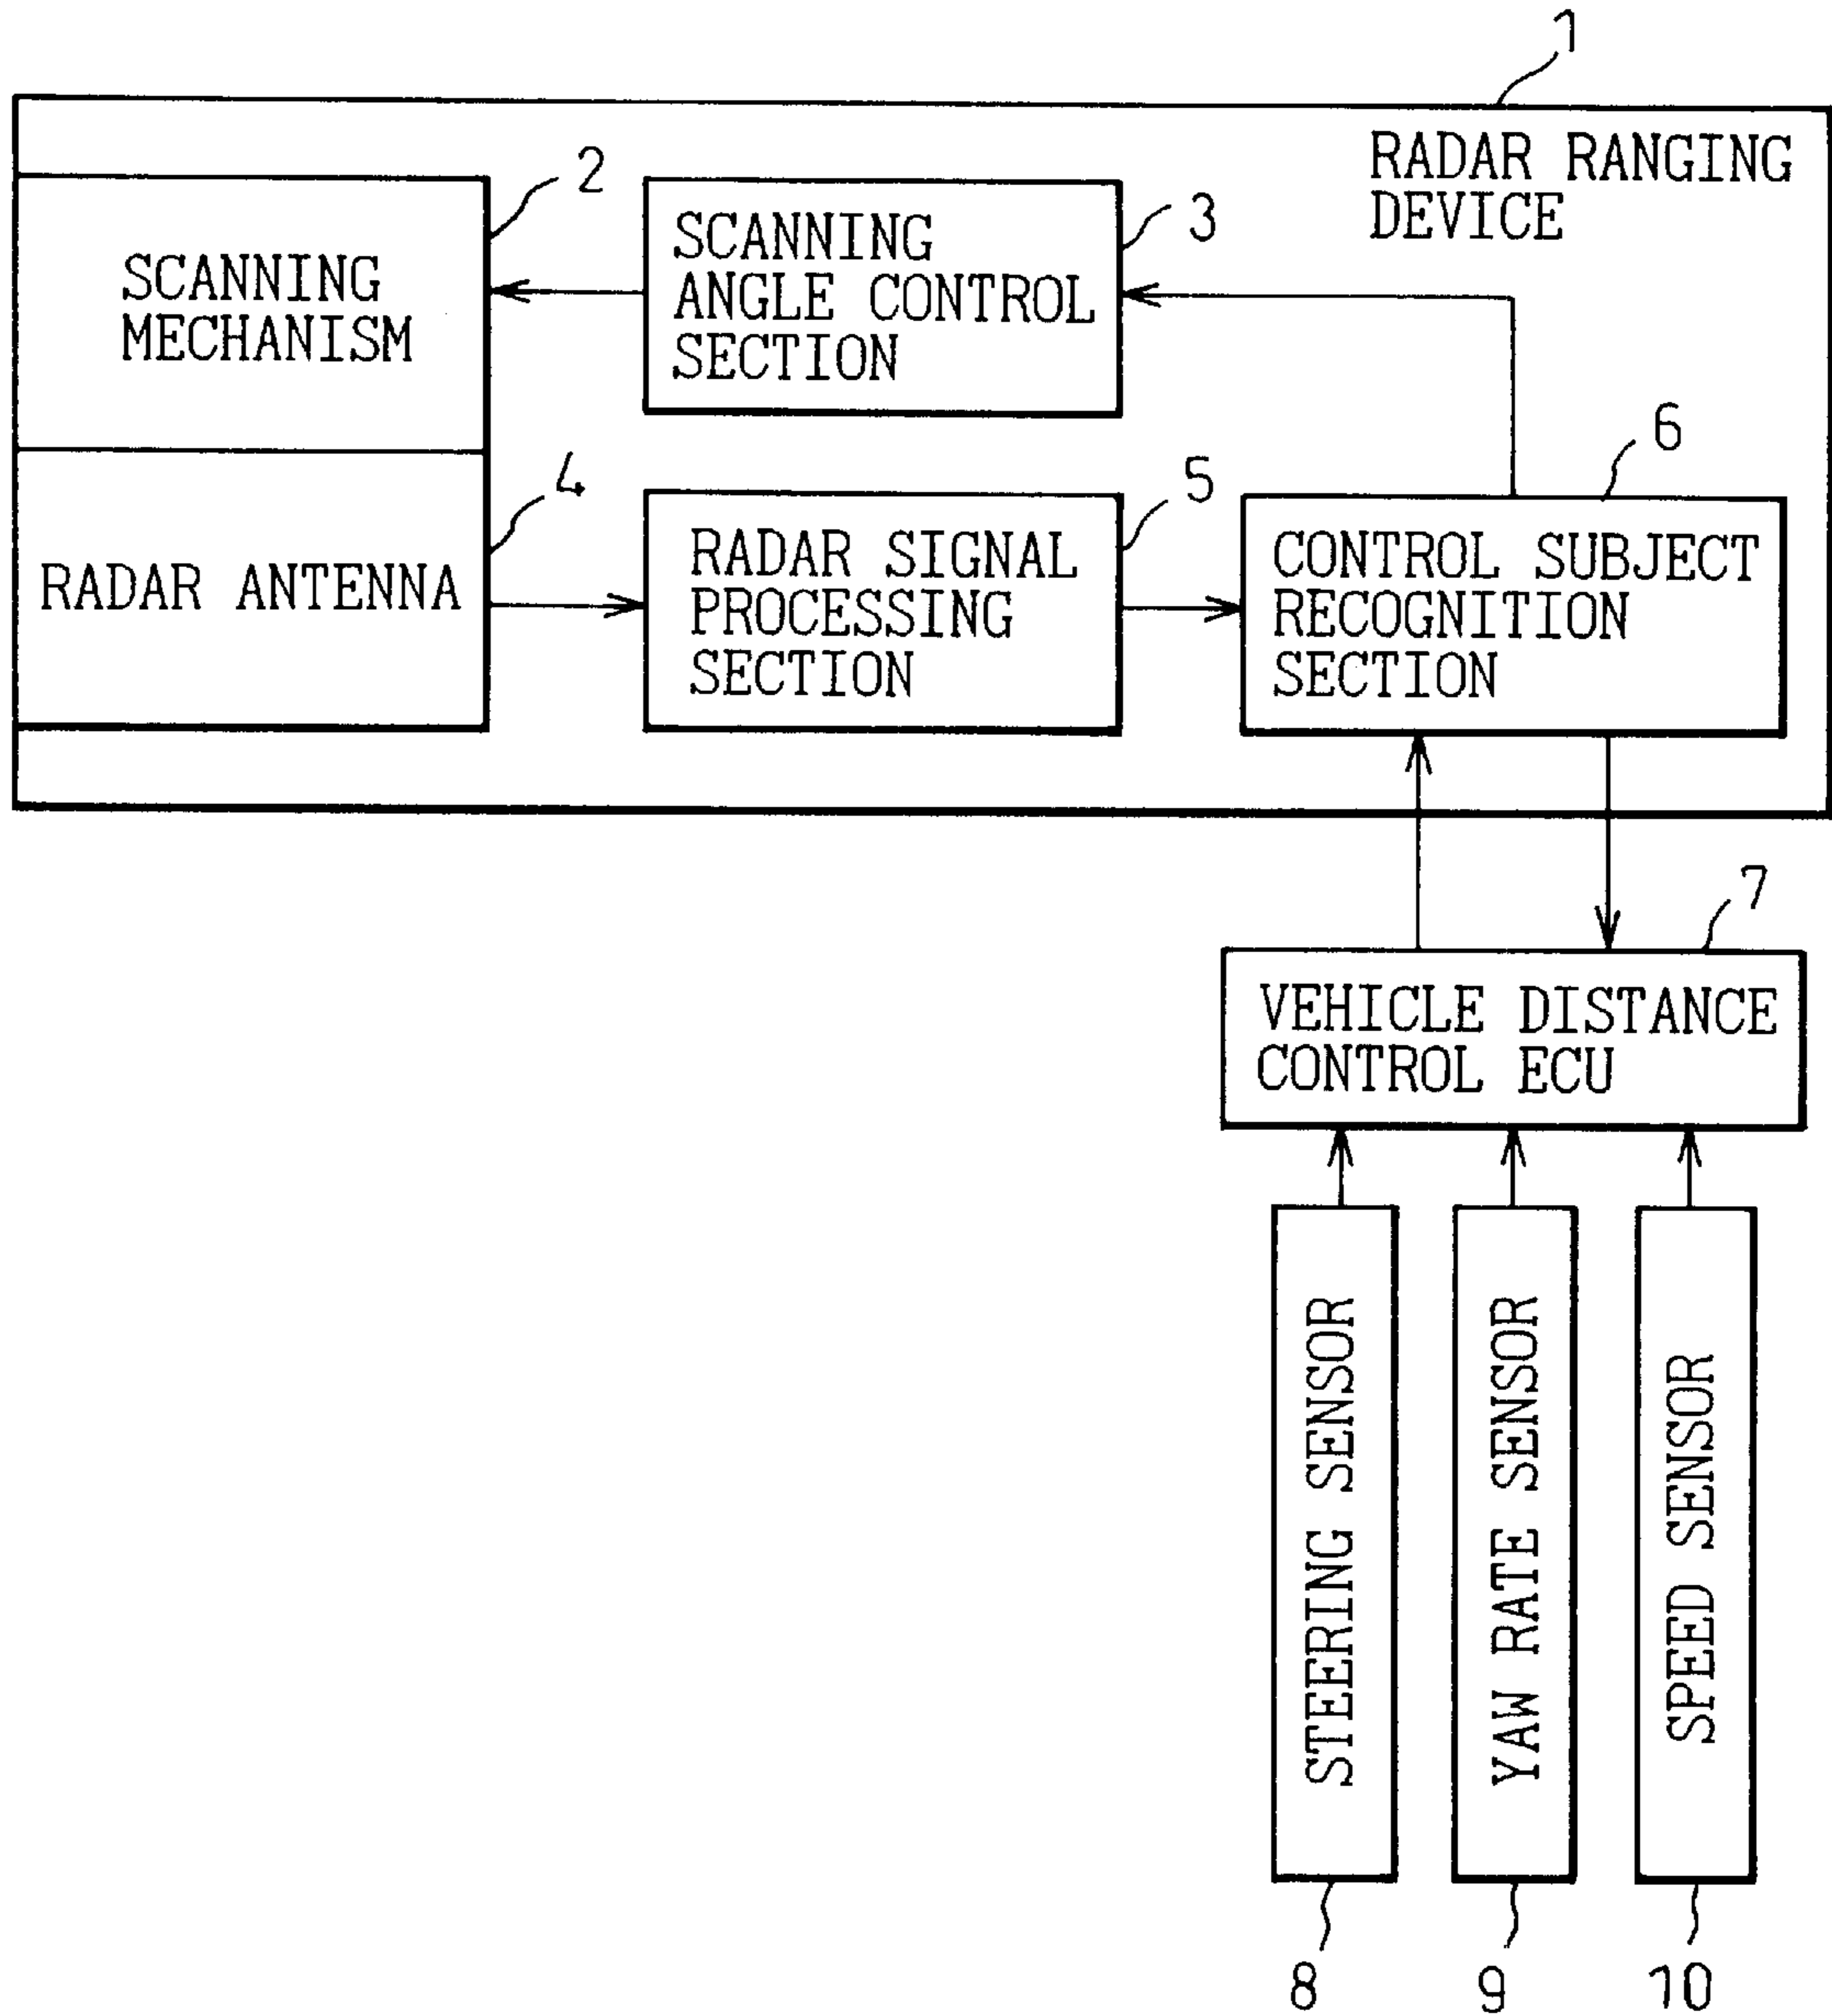 1
RADAR RANGING
DEVICE
2
SCANNING
MECHANISM
3
SCANNING
ANGLE CONTROL
SECTION
4
RADAR ANTENNA
5
RADAR SIGNAL
PROCESSING
SECTION
6
CONTROL SUBJECT
RECOGNITION
SECTION
7
VEHICLE DISTANCE
CONTROL ECU
STEERING SENSOR
YAW RATE SENSOR
SPEED SENSOR
8
9
10